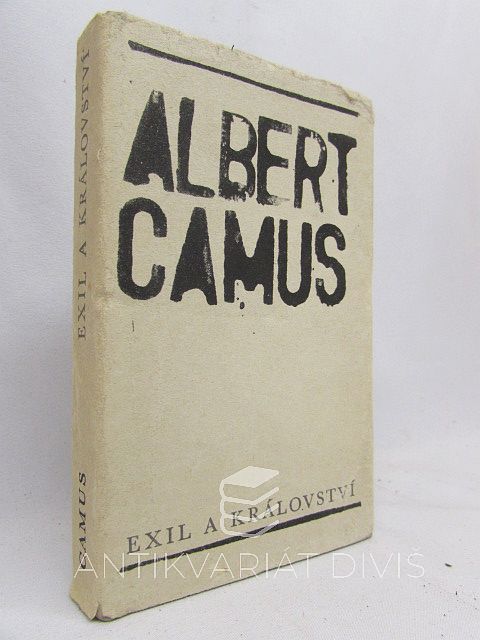 ALBERT
CAMUS
EXIL A KRÁLOVSTVÍ
CAMUS EXIL A KRÁLOVSTVÍ
ANTIKVARIÁT DIVIŠ